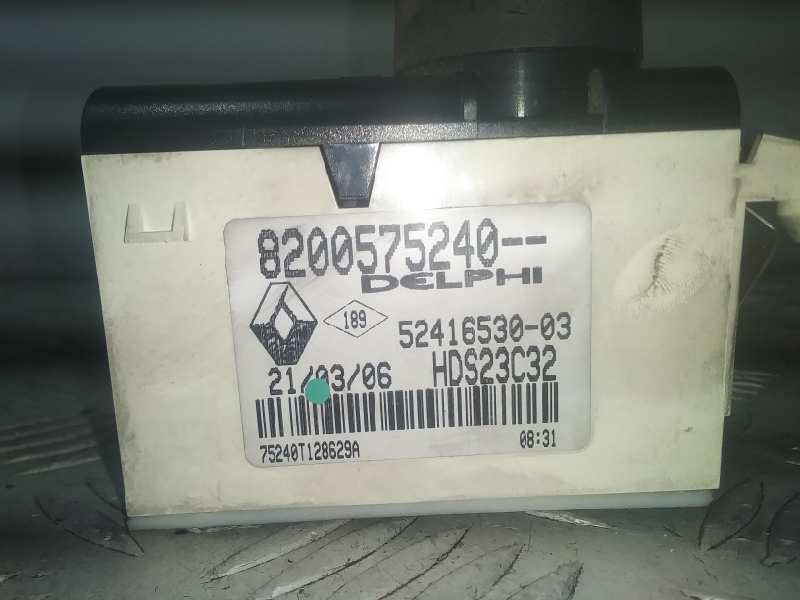 8200575240--
DELPHI
189
52416530-03
21/03/06 HDS23C32
75240T128629A 08:31